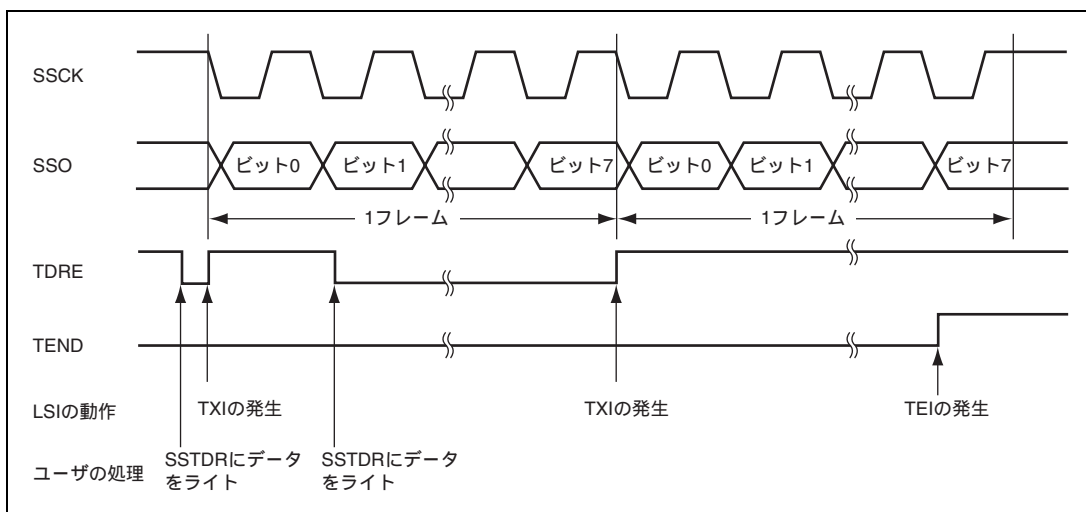 SSCK
SSO
ビット0
ビット1
ビット7
ビット0
ビット1
ビット7
1フレーム
1フレーム
TDRE
TEND
LSIの動作
TXIの発生
TXIの発生
TEIの発生
ユーザの処理
SSTDRにデータ
をライト
SSTDRにデータ
をライト